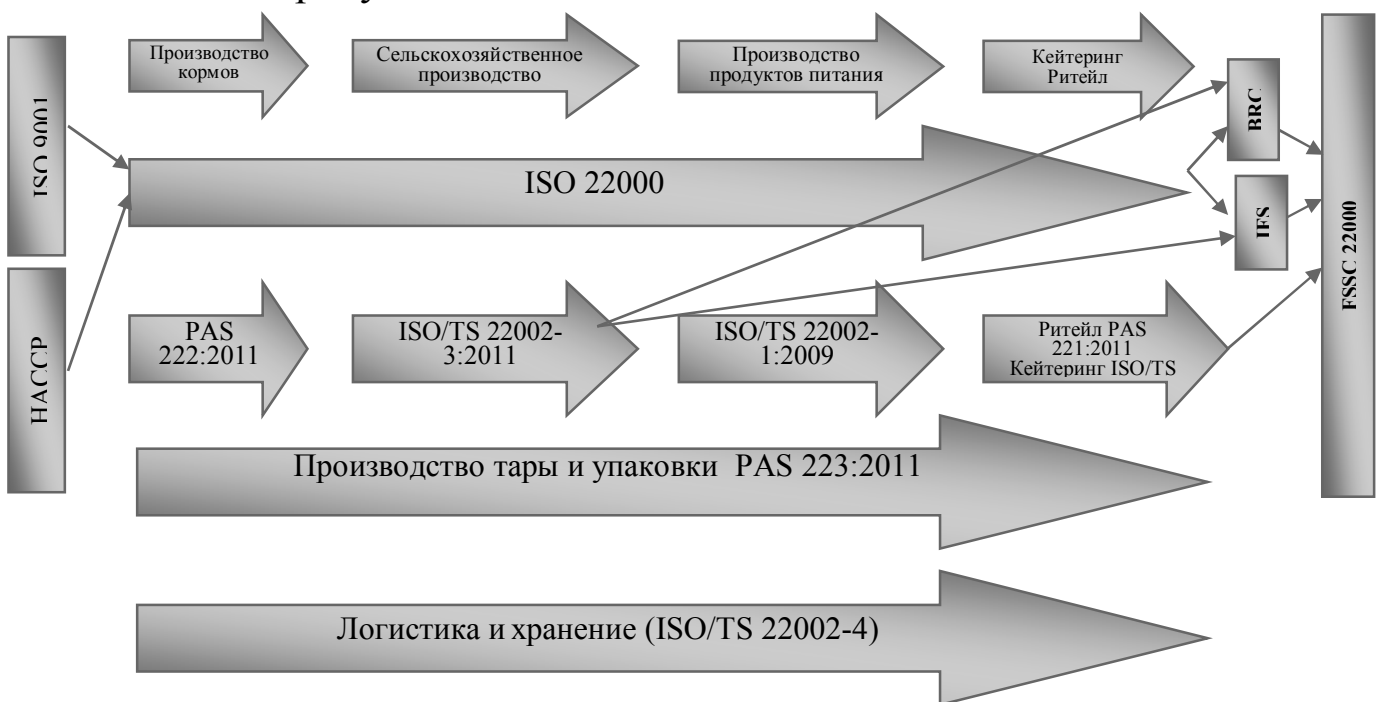 Производство
кормов
Сельскохозяйственное
производство
Производство
продуктов питания
Кейтеринг
Ритейл
ISO 9001
BRC
ISO 22000
IFS
FSSC 22000
HACCP
PAS
222:2011
ISO/TS 22002-
3:2011
ISO/TS 22002-
1:2009
Ритейл PAS
221:2011
Кейтеринг ISO/TS
Производство тары и упаковки PAS 223:2011
Логистика и хранение (ISO/TS 22002-4)